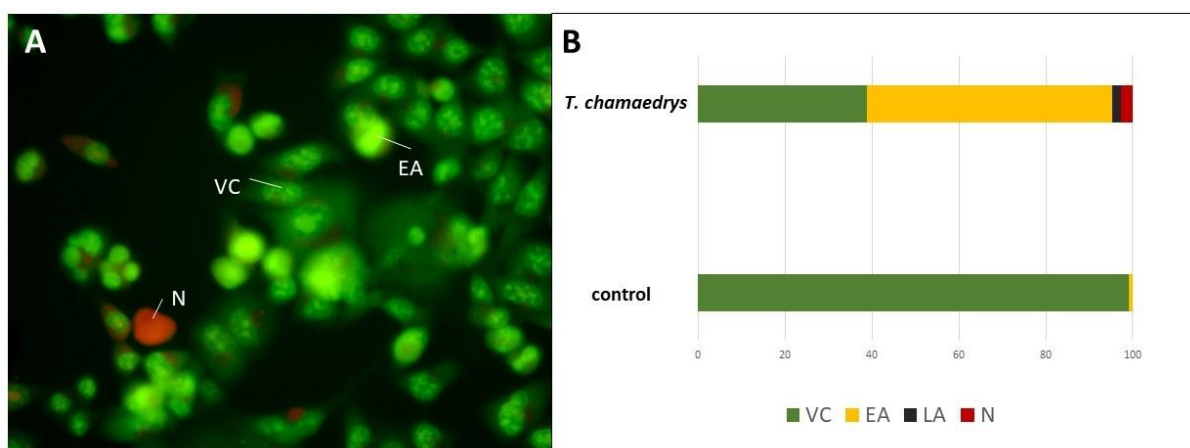 A
VC
EA
N
B
T. chamaedrys
control
0 20 40 60 80 100
VC EA LA N